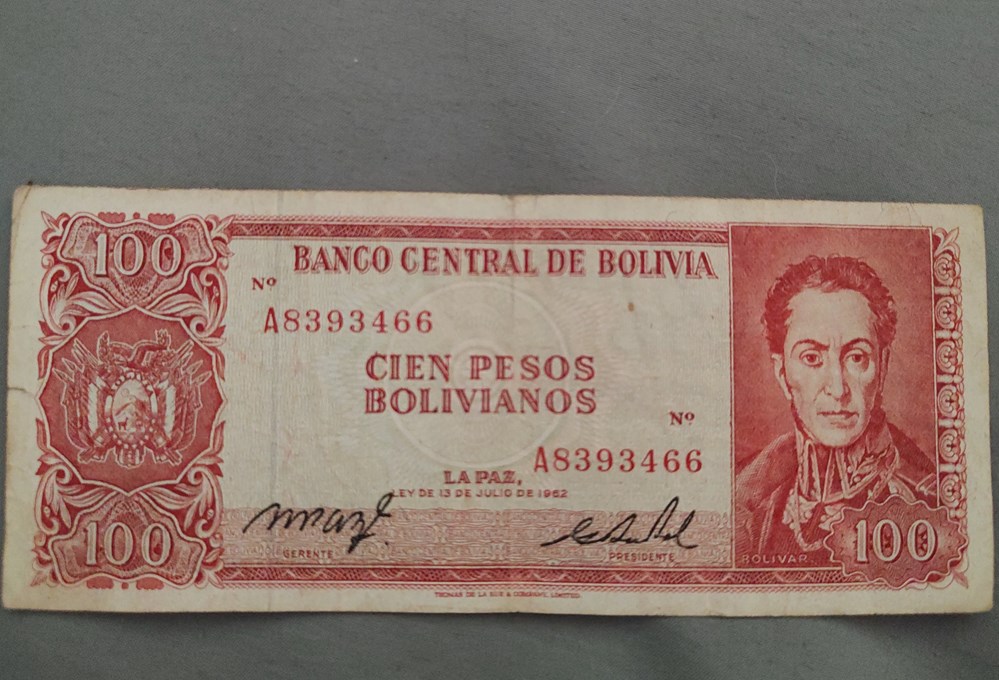 100
BANCO CENTRAL DE BOLIVIA
Nº
A8393466
CIEN PESOS
BOLIVIANOS
Nº
A8393466
LA PAZ,
LEY DE 13 DE JULIO DE 1962
GERENTE
PRESIDENTE
BOLIVAR
100
100
THOMAS DE LA RUE & COMPANY, LIMITED.